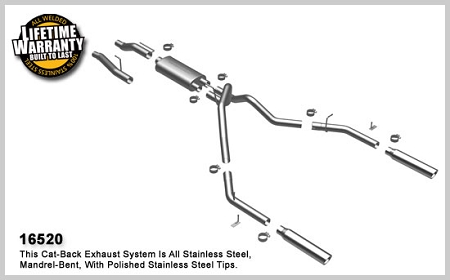 ALL WELDED
LIFETIME
WARRANTY
BUILT TO LAST
100% STAINLESS STEEL
16520
This Cat-Back Exhaust System Is All Stainless Steel,
Mandrel-Bent, With Polished Stainless Steel Tips.